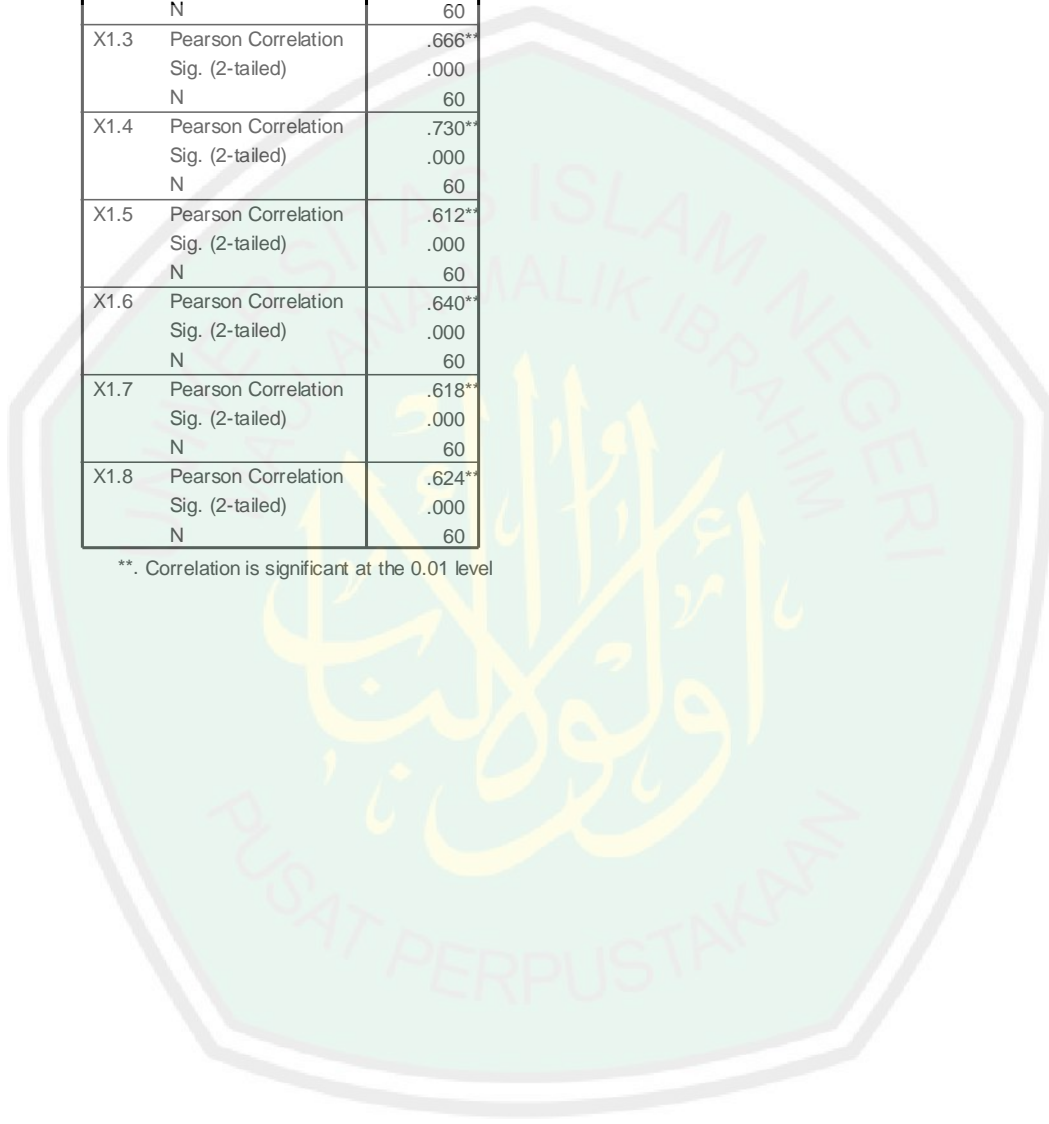 N 60
X1.3 Pearson Correlation .666**
Sig. (2-tailed) .000
N 60
X1.4 Pearson Correlation .730**
Sig. (2-tailed) .000
N 60
X1.5 Pearson Correlation .612**
Sig. (2-tailed) .000
N 60
X1.6 Pearson Correlation .640**
Sig. (2-tailed) .000
N 60
X1.7 Pearson Correlation .618**
Sig. (2-tailed) .000
N 60
X1.8 Pearson Correlation .624**
Sig. (2-tailed) .000
N 60
**. Correlation is significant at the 0.01 level
UNIVERSITAS ISLAM NEGERI
MAULANA MALIK IBRAHIM
أولوا الألباب
PUSAT PERPUSTAKAAN